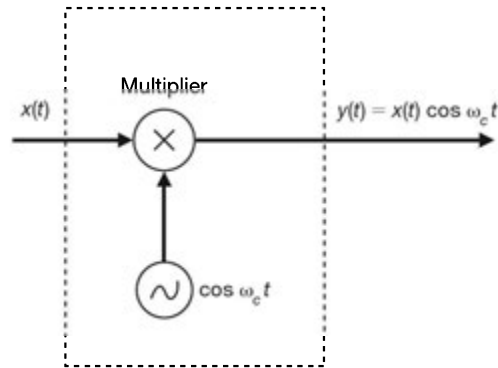 Multiplier
x(t)
y(t) = x(t) cos ω_c t
×
cos ω_c t